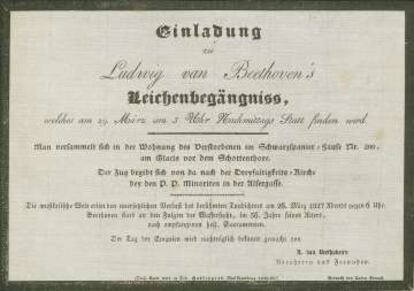 Einladung
zu
Ludwig van Beethoven's
Leichenbegängniss,
welches am 29. März um 3 Uhr Nachmittags Statt finden wird.
Man versammelt sich in der Wohnung des Verstorbenen im Schwarzspanier-Hause Nr. 200,
am Glacis vor dem Schottenthore.
Der Zug begibt sich von da nach der Dreyfaltigkeits-Kirche
bey den P. P. Minoriten in der Alsergasse.
Die musikalische Welt erlitt den unersetzlichen Verlust des berühmten Tondichters am 26. März 1827 Abends gegen 6 Uhr.
Beethoven starb an den Folgen der Wassersucht, im 56. Jahre seines Alters,
nach empfangenen heil. Sacramenten.
Der Tag der Exequien wird nachträglich bekannt gemacht von
L. van Beethoven's
Verehrern und Freunden.